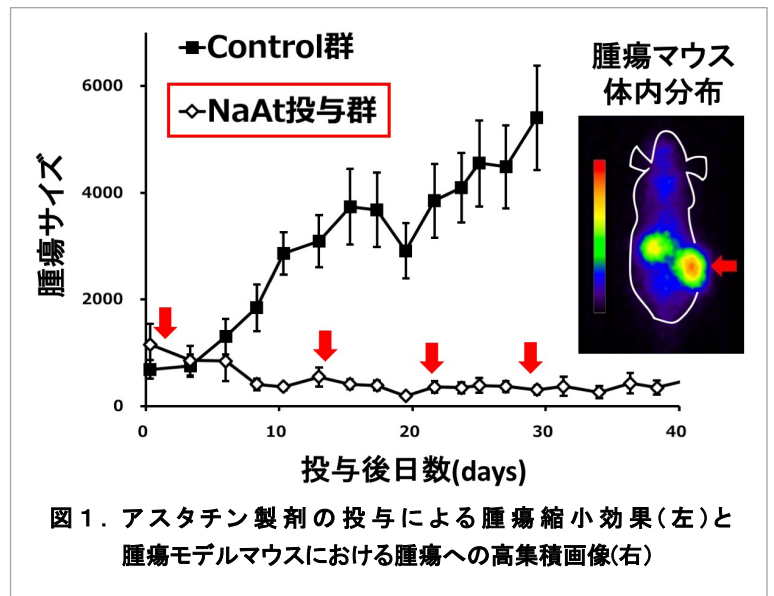 Control群
NaAt投与群
腫瘍マウス
体内分布
6000
4000
2000
0
腫瘍サイズ
0 10 20 30 40
投与後日数(days)
図1. アスタチン製剤の投与による腫瘍縮小効果(左)と
腫瘍モデルマウスにおける腫瘍への高集積画像(右)